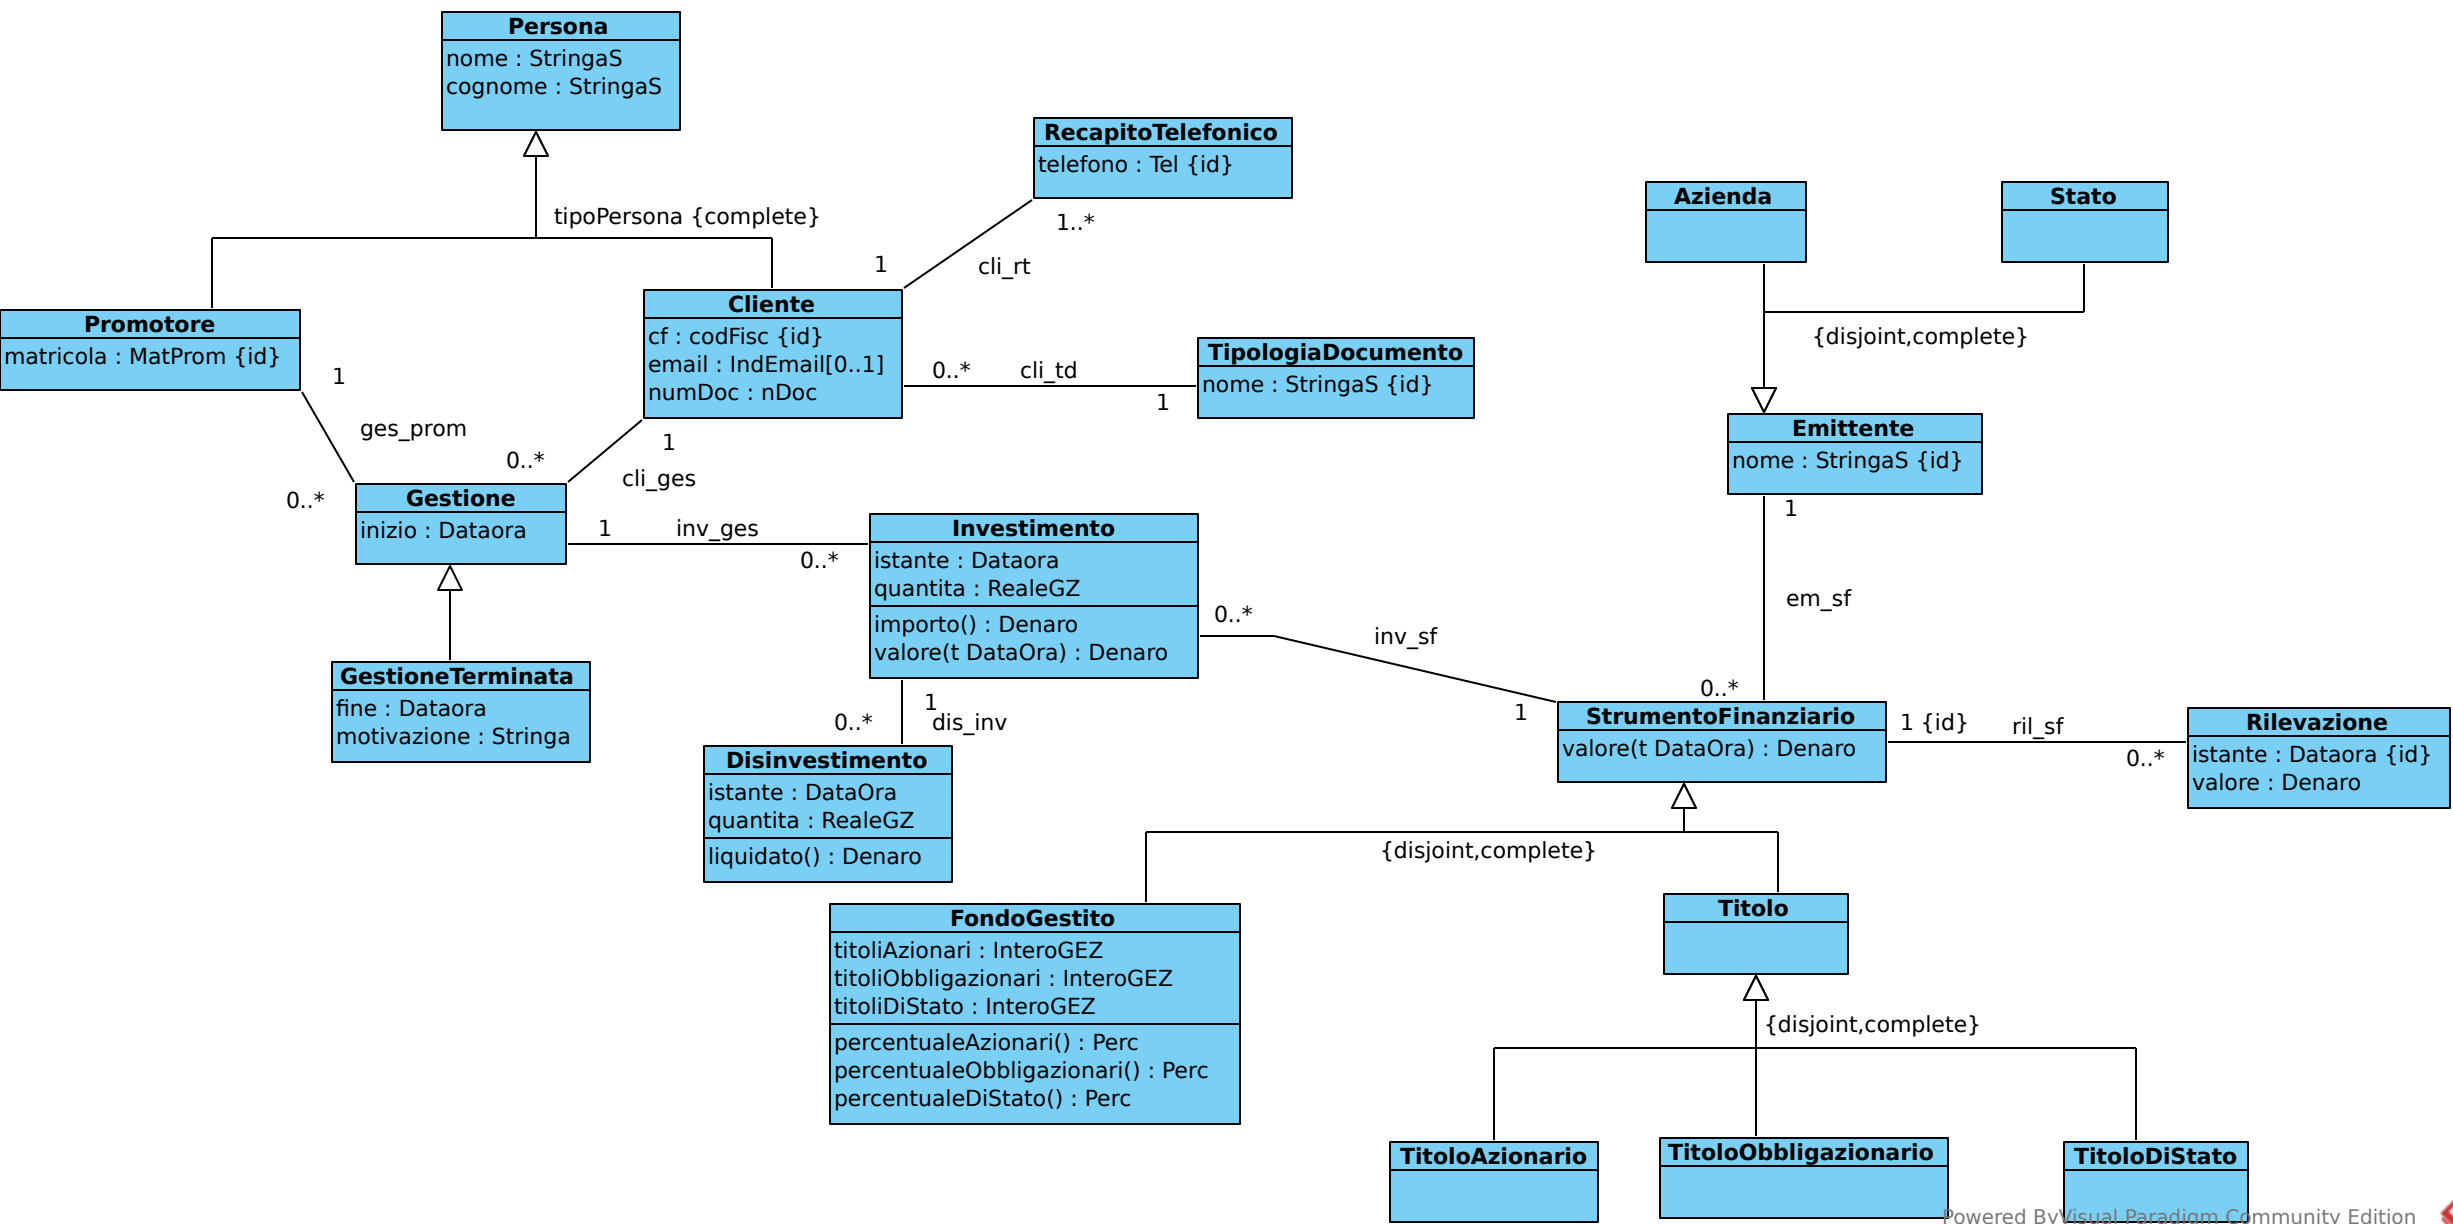 Persona
nome : StringaS
cognome : StringaS
tipoPersona {complete}
RecapitoTelefonico
telefono : Tel {id}
1..*
cli_rt
1
Azienda
Stato
{disjoint,complete}
Promotore
matricola : MatProm {id}
1
ges_prom
0..*
Cliente
cf : codFisc {id}
email : IndEmail[0..1]
numDoc : nDoc
0..*
cli_td
1
TipologiaDocumento
nome : StringaS {id}
1
cli_ges
0..*
Emittente
nome : StringaS {id}
1
em_sf
0..*
Gestione
inizio : Dataora
1
inv_ges
0..*
Investimento
istante : Dataora
quantita : RealeGZ
importo() : Denaro
valore(t DataOra) : Denaro
0..*
inv_sf
1
GestioneTerminata
fine : Dataora
motivazione : Stringa
1
0..*
dis_inv
Disinvestimento
istante : DataOra
quantita : RealeGZ
liquidato() : Denaro
StrumentoFinanziario
valore(t DataOra) : Denaro
1 {id}
ril_sf
0..*
Rilevazione
istante : Dataora {id}
valore : Denaro
{disjoint,complete}
FondoGestito
titoliAzionari : InteroGEZ
titoliObbligazionari : InteroGEZ
titoliDiStato : InteroGEZ
percentualeAzionari() : Perc
percentualeObbligazionari() : Perc
percentualeDiStato() : Perc
Titolo
{disjoint,complete}
TitoloAzionario
TitoloObbligazionario
TitoloDiStato
Powered ByVisual Paradigm Community Edition